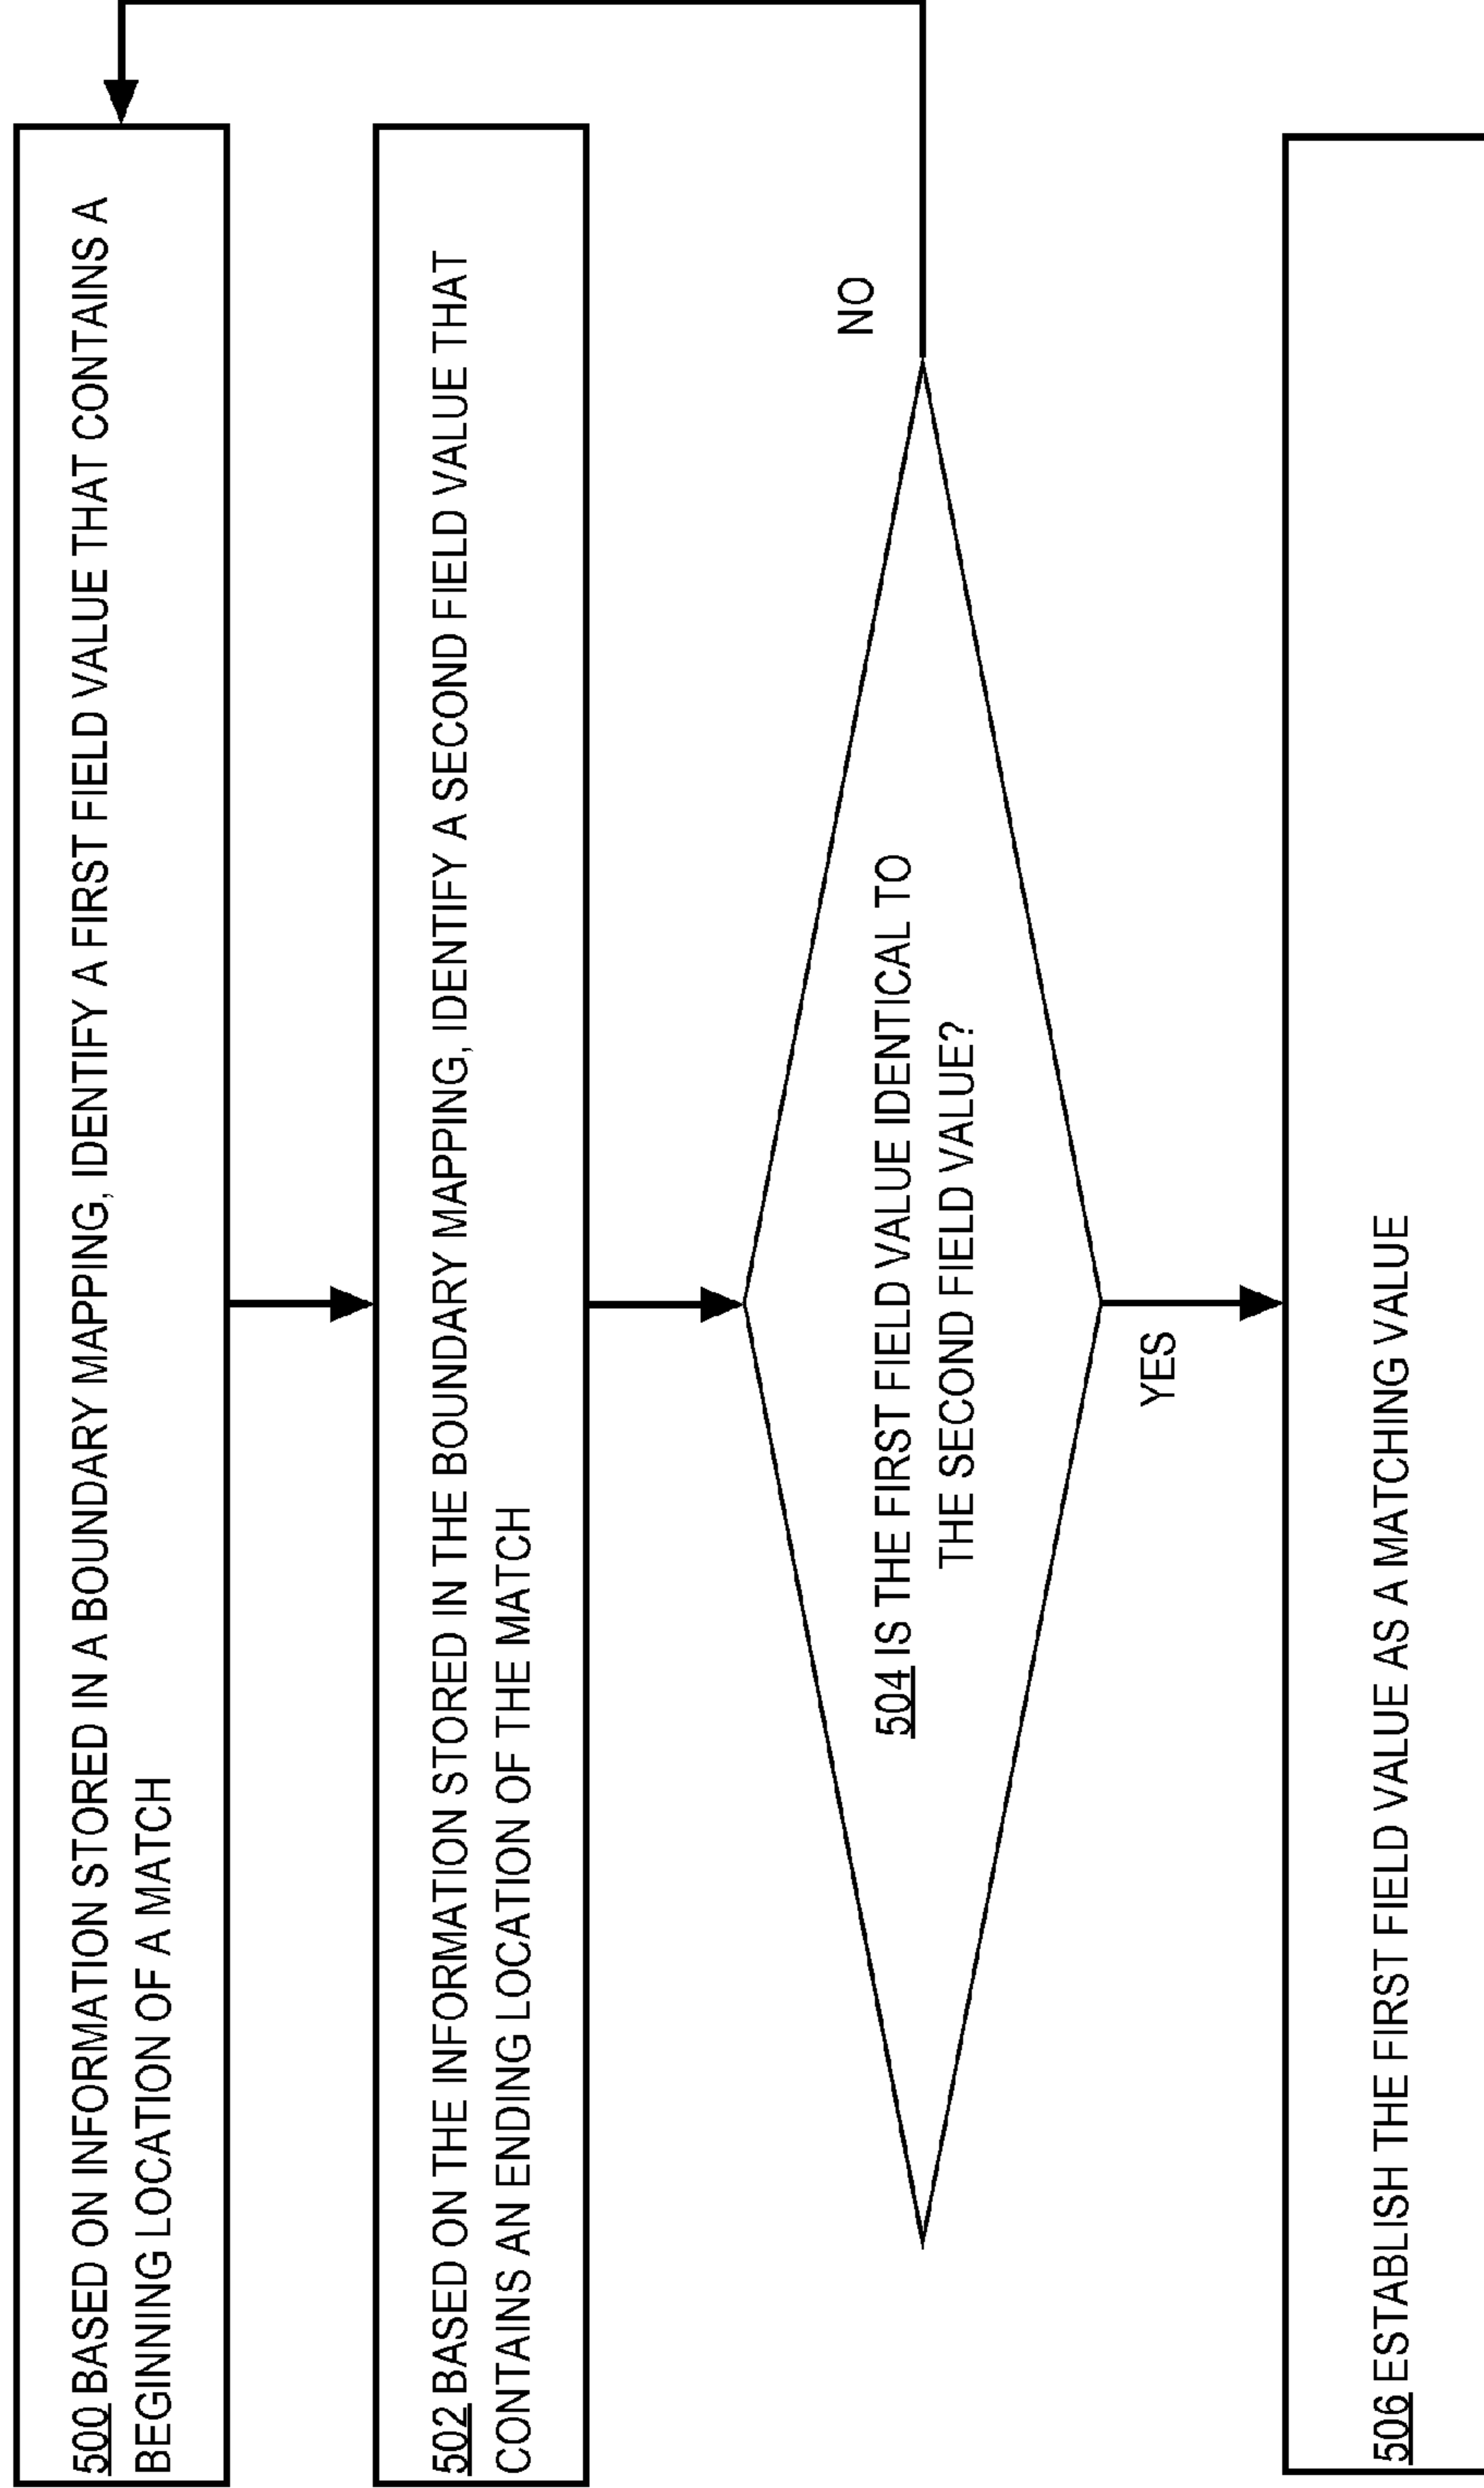 500 BASED ON INFORMATION STORED IN A BOUNDARY MAPPING, IDENTIFY A FIRST FIELD VALUE THAT CONTAINS A
BEGINNING LOCATION OF A MATCH
502 BASED ON THE INFORMATION STORED IN THE BOUNDARY MAPPING, IDENTIFY A SECOND FIELD VALUE THAT
CONTAINS AN ENDING LOCATION OF THE MATCH
NO
504 IS THE FIRST FIELD VALUE IDENTICAL TO
THE SECOND FIELD VALUE?
YES
506 ESTABLISH THE FIRST FIELD VALUE AS A MATCHING VALUE